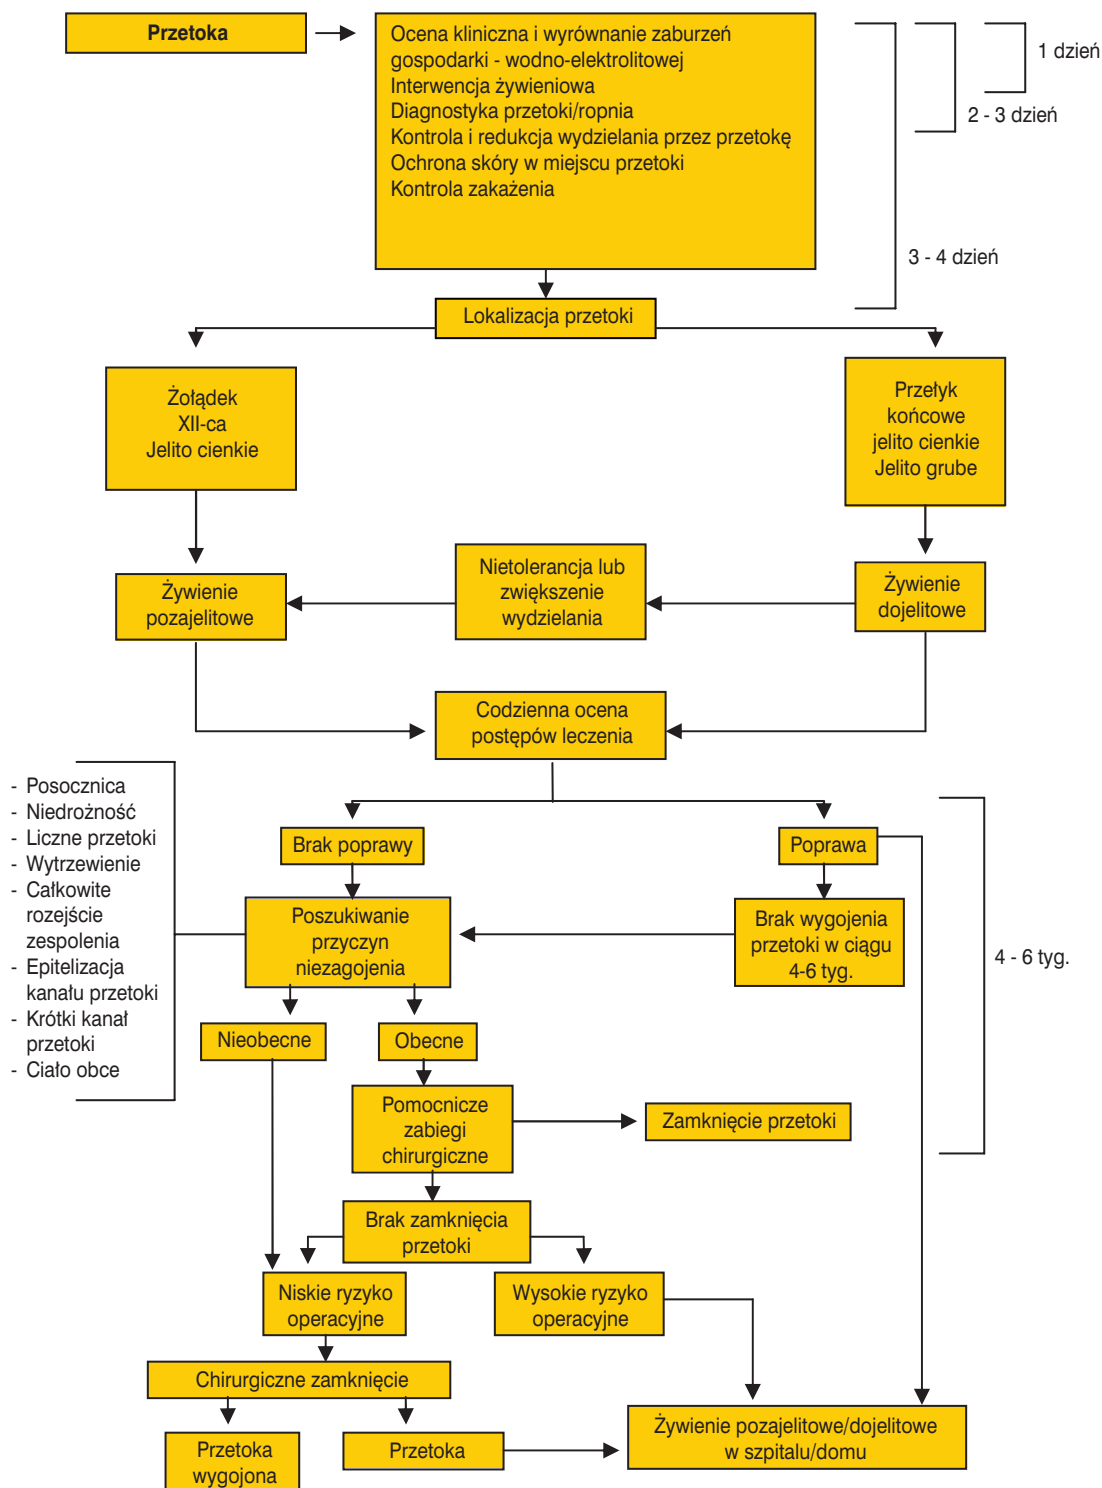 Przetoka
Ocena kliniczna i wyrównanie zaburzeń
gospodarki - wodno-elektrolitowej
Interwencja żywieniowa
Diagnostyka przetoki/ropnia
Kontrola i redukcja wydzielania przez przetokę
Ochrona skóry w miejscu przetoki
Kontrola zakażenia
1 dzień
2 - 3 dzień
3 - 4 dzień
Lokalizacja przetoki
Żołądek
XII-ca
Jelito cienkie
Przełyk
końcowe
jelito cienkie
Jelito grube
Żywienie
pozajelitowe
Nietolerancja lub
zwiększenie
wydzielania
Żywienie
dojelitowe
Codzienna ocena
postępów leczenia
- Posocznica
- Niedrożność
- Liczne przetoki
- Wytrzewienie
- Całkowite
rozejście
zespolenia
- Epitelizacja
kanału przetoki
- Krótki kanał
przetoki
- Ciało obce
Brak poprawy
Poprawa
Poszukiwanie
przyczyn
niezagojenia
Brak wygojenia
przetoki w ciągu
4-6 tyg.
4 - 6 tyg.
Nieobecne
Obecne
Pomocnicze
zabiegi
chirurgiczne
Zamknięcie przetoki
Brak zamknięcia
przetoki
Niskie ryzyko
operacyjne
Wysokie ryzyko
operacyjne
Chirurgiczne zamknięcie
Przetoka
wygojona
Przetoka
Żywienie pozajelitowe/dojelitowe
w szpitalu/domu